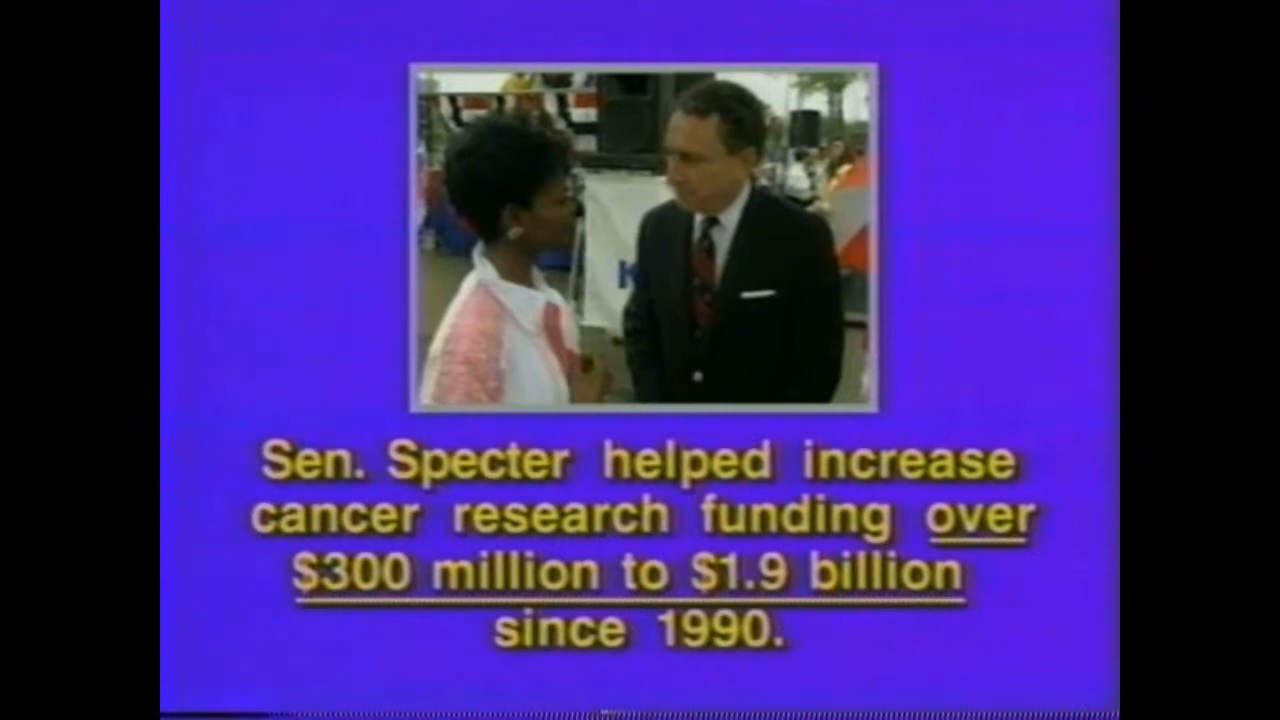 K
Sen. Specter helped increase
cancer research funding over
$300 million to $1.9 billion
since 1990.